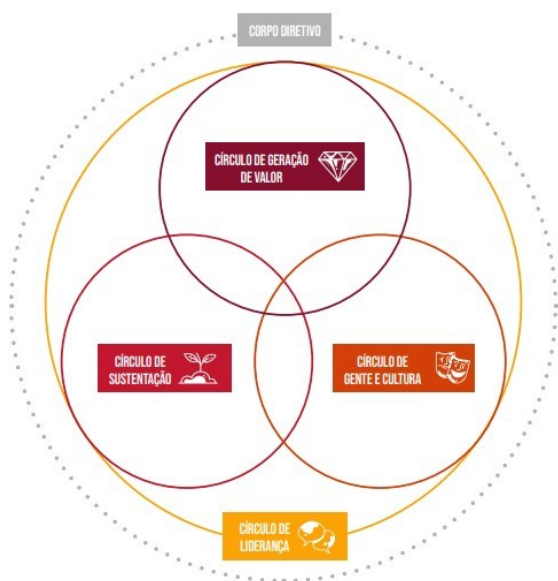 CORPO DIRETIVO
CÍRCULO DE GERAÇÃO
DE VALOR
CÍRCULO DE
SUSTENTAÇÃO
CÍRCULO DE
GENTE E CULTURA
CÍRCULO DE
LIDERANÇA